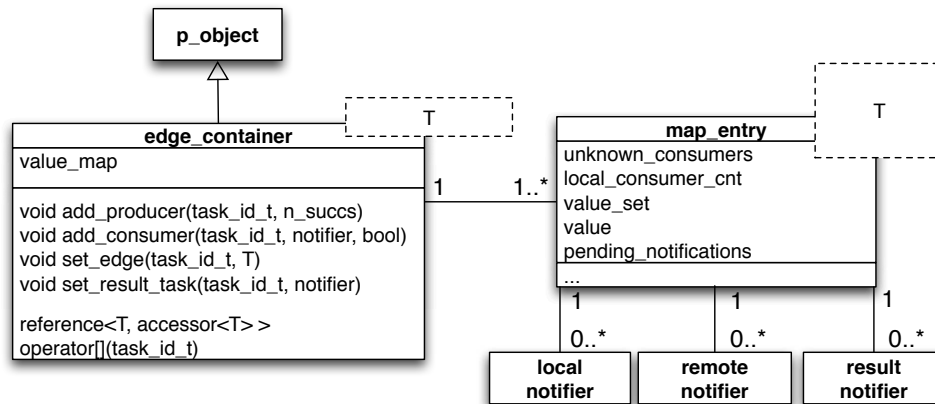 p_object
T
edge_container
value_map
void add_producer(task_id_t, n_succs)
void add_consumer(task_id_t, notifier, bool)
void set_edge(task_id_t, T)
void set_result_task(task_id_t, notifier)
reference<T, accessor<T> >
operator[](task_id_t)
1
1..*
T
map_entry
unknown_consumers
local_consumer_cnt
value_set
value
pending_notifications
...
1
1
1
0..*
0..*
0..*
local
notifier
remote
notifier
result
notifier